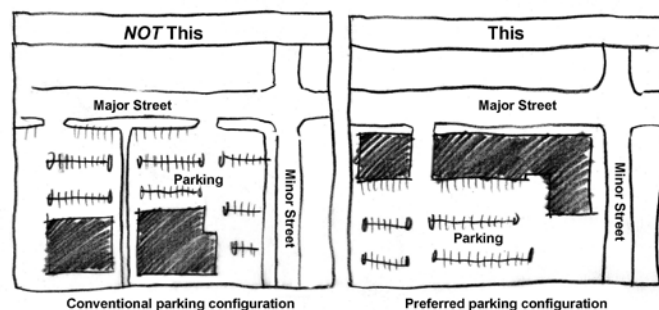 NOT This
Major Street
Parking
Minor Street
Conventional parking configuration
This
Major Street
Minor Street
Parking
Preferred parking configuration